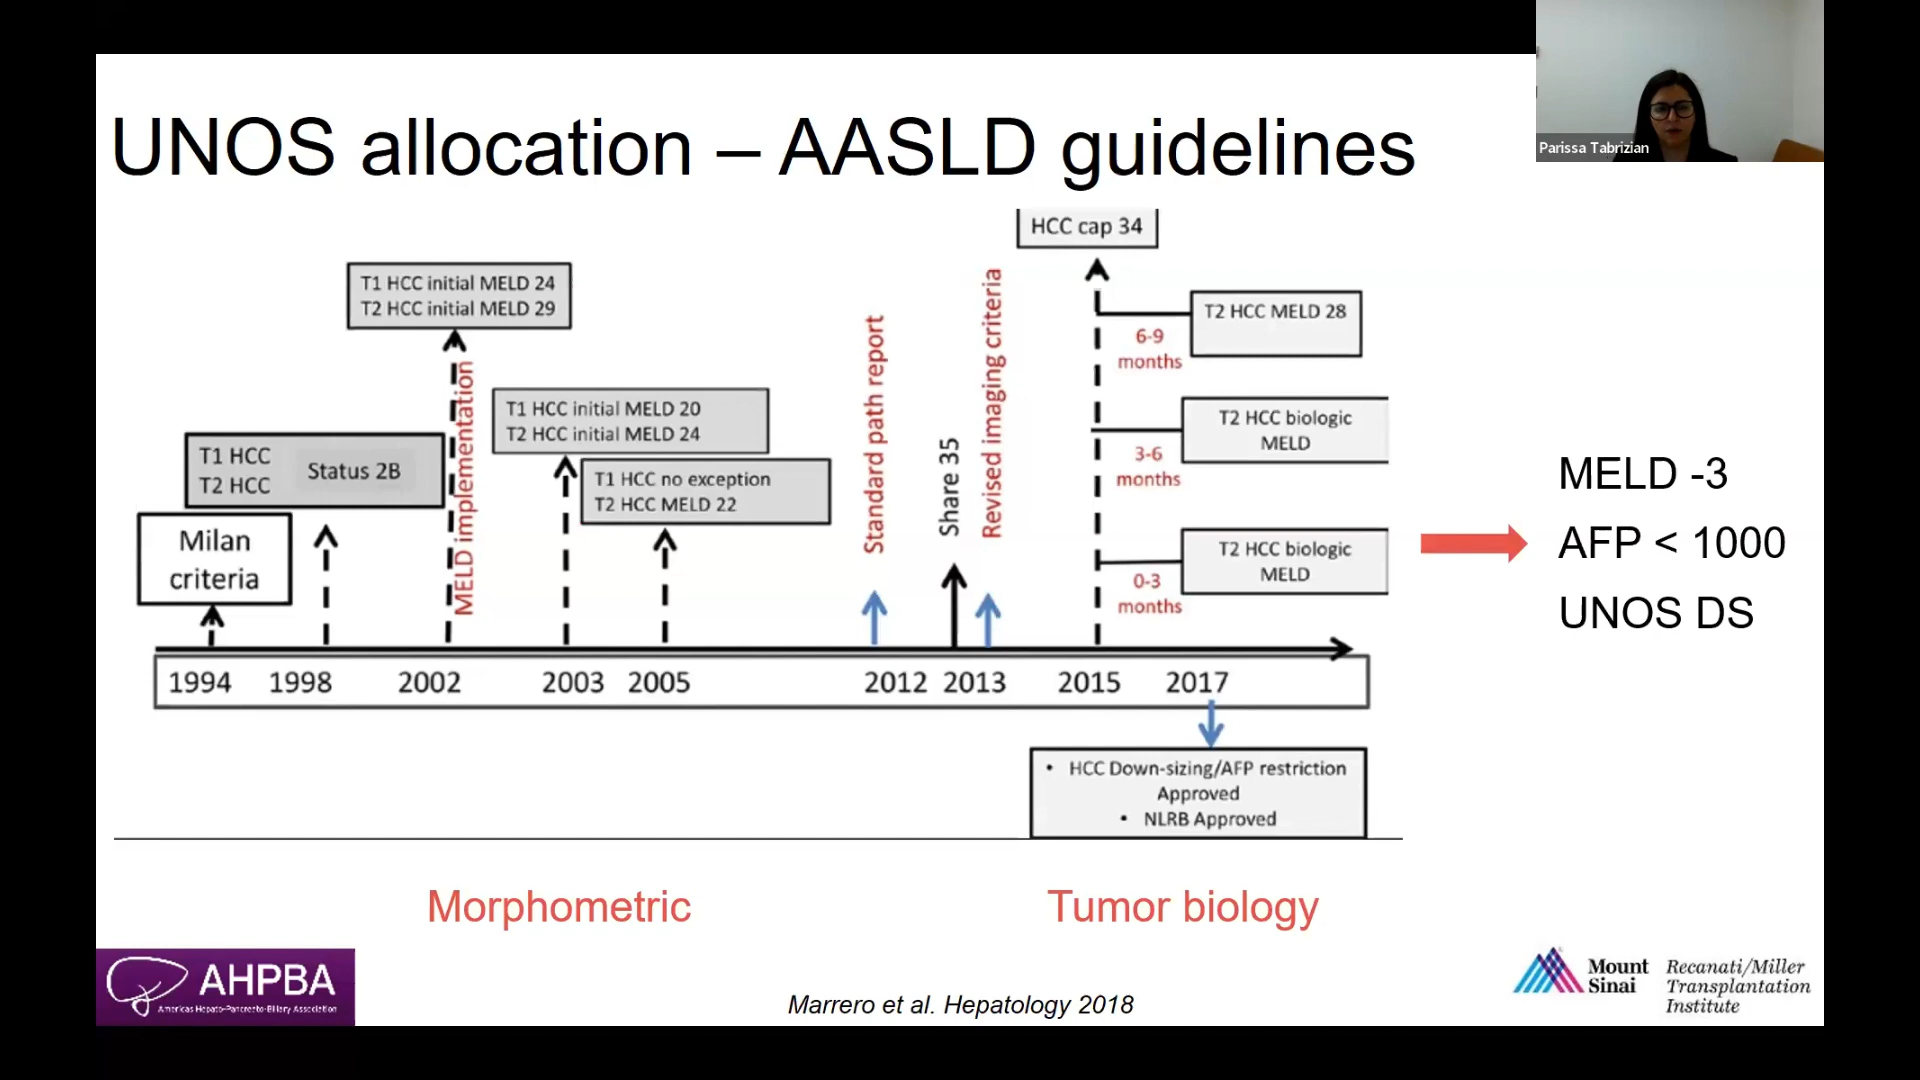 Parissa Tabrizian
UNOS allocation – AASLD guidelines
HCC cap 34
T1 HCC initial MELD 24
T2 HCC initial MELD 29
T2 HCC MELD 28
6-9
months
T1 HCC initial MELD 20
T2 HCC initial MELD 24
T1 HCC
T2 HCC
Status 2B
MELD implementation
T1 HCC no exception
T2 HCC MELD 22
Standard path report
Share 35
Revised imaging criteria
T2 HCC biologic
MELD
3-6
months
Milan
criteria
T2 HCC biologic
MELD
0-3
months
MELD -3
AFP < 1000
UNOS DS
1994 1998 2002 2003 2005 2012 2013 2015 2017
• HCC Down-sizing/AFP restriction
Approved
• NLRB Approved
Morphometric
Tumor biology
AHPBA
Americas Hepato-Pancreato-Biliary Association
Marrero et al. Hepatology 2018
Mount
Sinai
Recanati/Miller
Transplantation
Institute